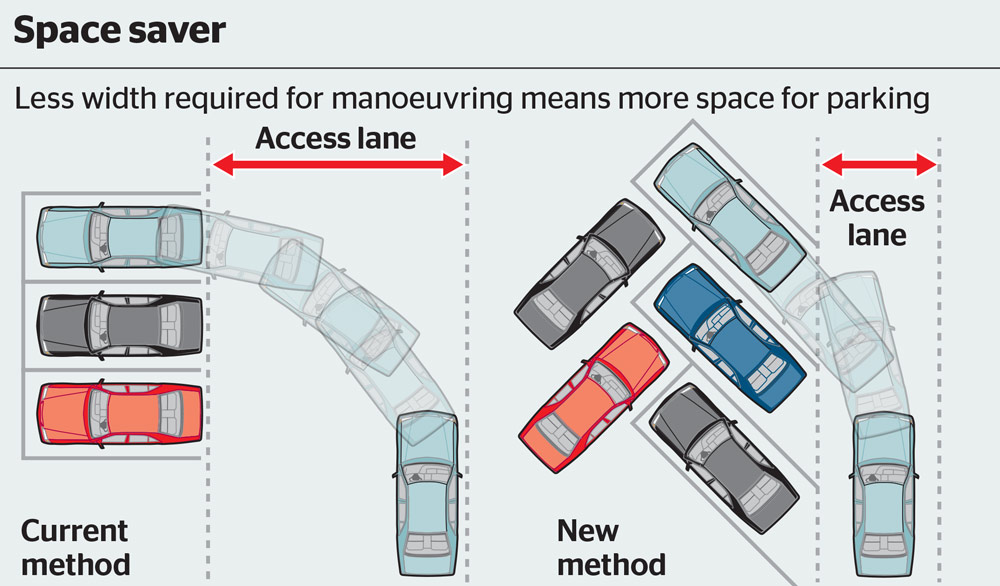 Space saver
Less width required for manoeuvring means more space for parking
Access lane
Access
lane
Current
method
New
method